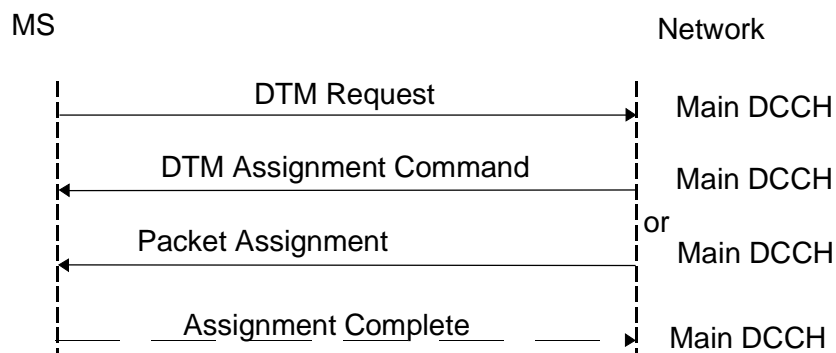 MS
Network
DTM Request
Main DCCH
DTM Assignment Command
Main DCCH
or
Packet Assignment
Main DCCH
Assignment Complete
Main DCCH